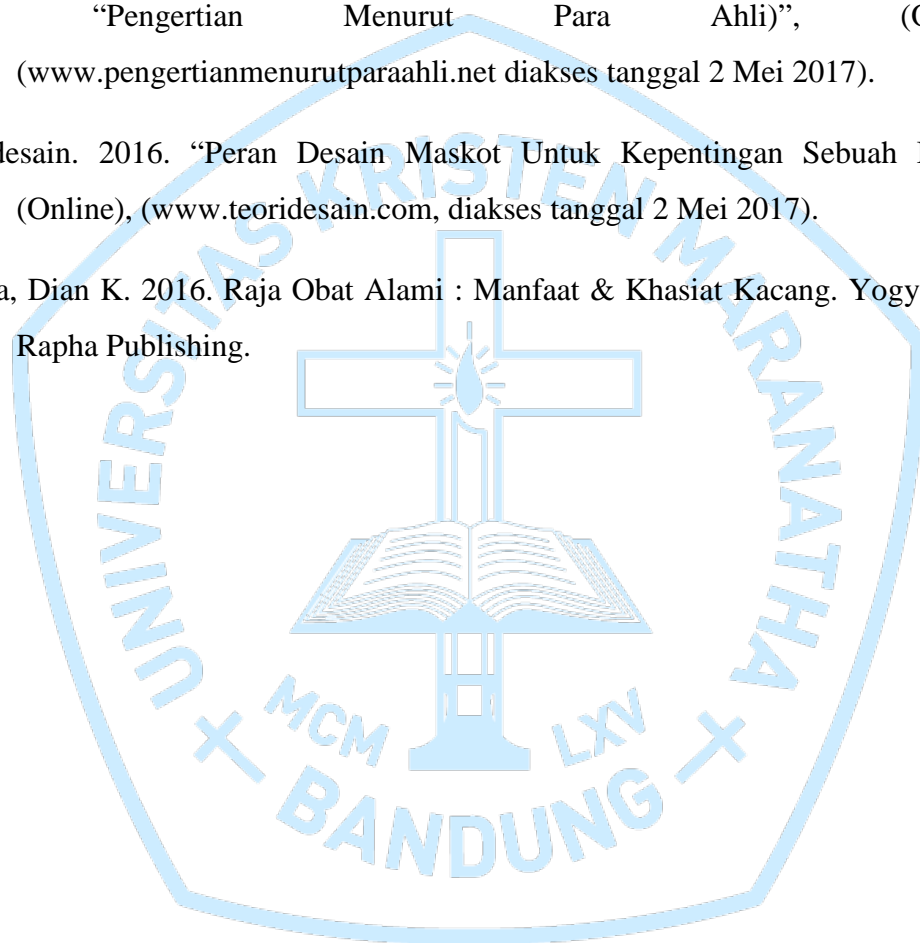 “Pengertian Menurut Para Ahli)”,
(www.pengertianmenurutparaahli.net diakses tanggal 2 Mei 2017).
desain. 2016. “Peran Desain Maskot Untuk Kepentingan Sebuah
(Online), (www.teoridesain.com, diakses tanggal 2 Mei 2017).
a, Dian K. 2016. Raja Obat Alami : Manfaat & Khasiat Kacang. Yogy
Rapha Publishing.
UNIVERSITAS KRISTEN MARANATHA
MCM LXV
BANDUNG